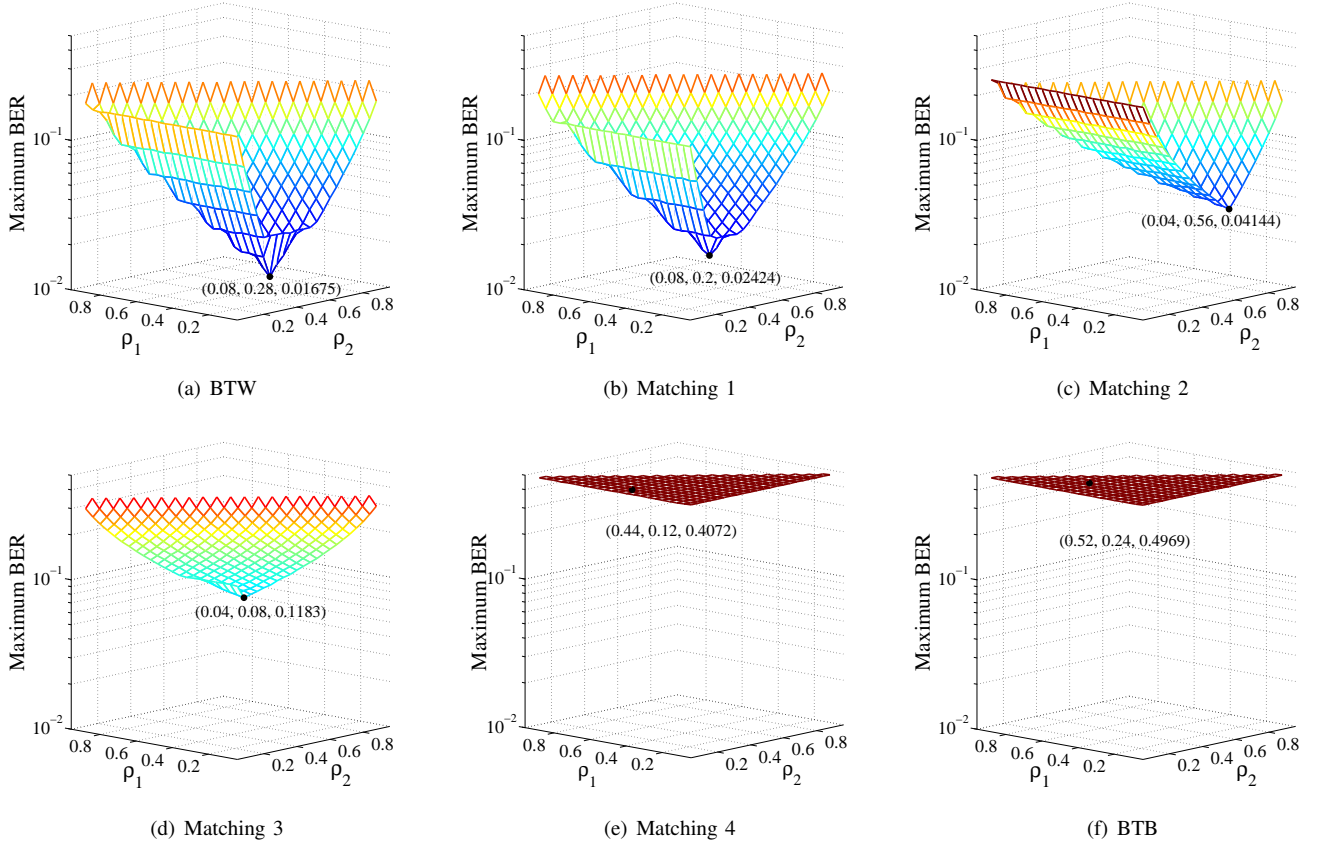 Maximum BER
10⁻¹
10⁻²
0.8
0.6
0.4
0.2
ρ₁
0.2
0.4
0.6
0.8
ρ₂
(0.08, 0.28, 0.01675)
(a) BTW
Maximum BER
10⁻¹
10⁻²
0.8
0.6
0.4
0.2
ρ₁
0.2
0.4
0.6
0.8
ρ₂
(0.08, 0.2, 0.02424)
(b) Matching 1
Maximum BER
10⁻¹
10⁻²
0.8
0.6
0.4
0.2
ρ₁
0.2
0.4
0.6
0.8
ρ₂
(0.04, 0.56, 0.04144)
(c) Matching 2
Maximum BER
10⁻¹
10⁻²
0.8
0.6
0.4
0.2
ρ₁
0.2
0.4
0.6
0.8
ρ₂
(0.04, 0.08, 0.1183)
(d) Matching 3
Maximum BER
10⁻¹
10⁻²
0.8
0.6
0.4
0.2
ρ₁
0.2
0.4
0.6
0.8
ρ₂
(0.44, 0.12, 0.4072)
(e) Matching 4
Maximum BER
10⁻¹
10⁻²
0.8
0.6
0.4
0.2
ρ₁
0.2
0.4
0.6
0.8
ρ₂
(0.52, 0.24, 0.4969)
(f) BTB